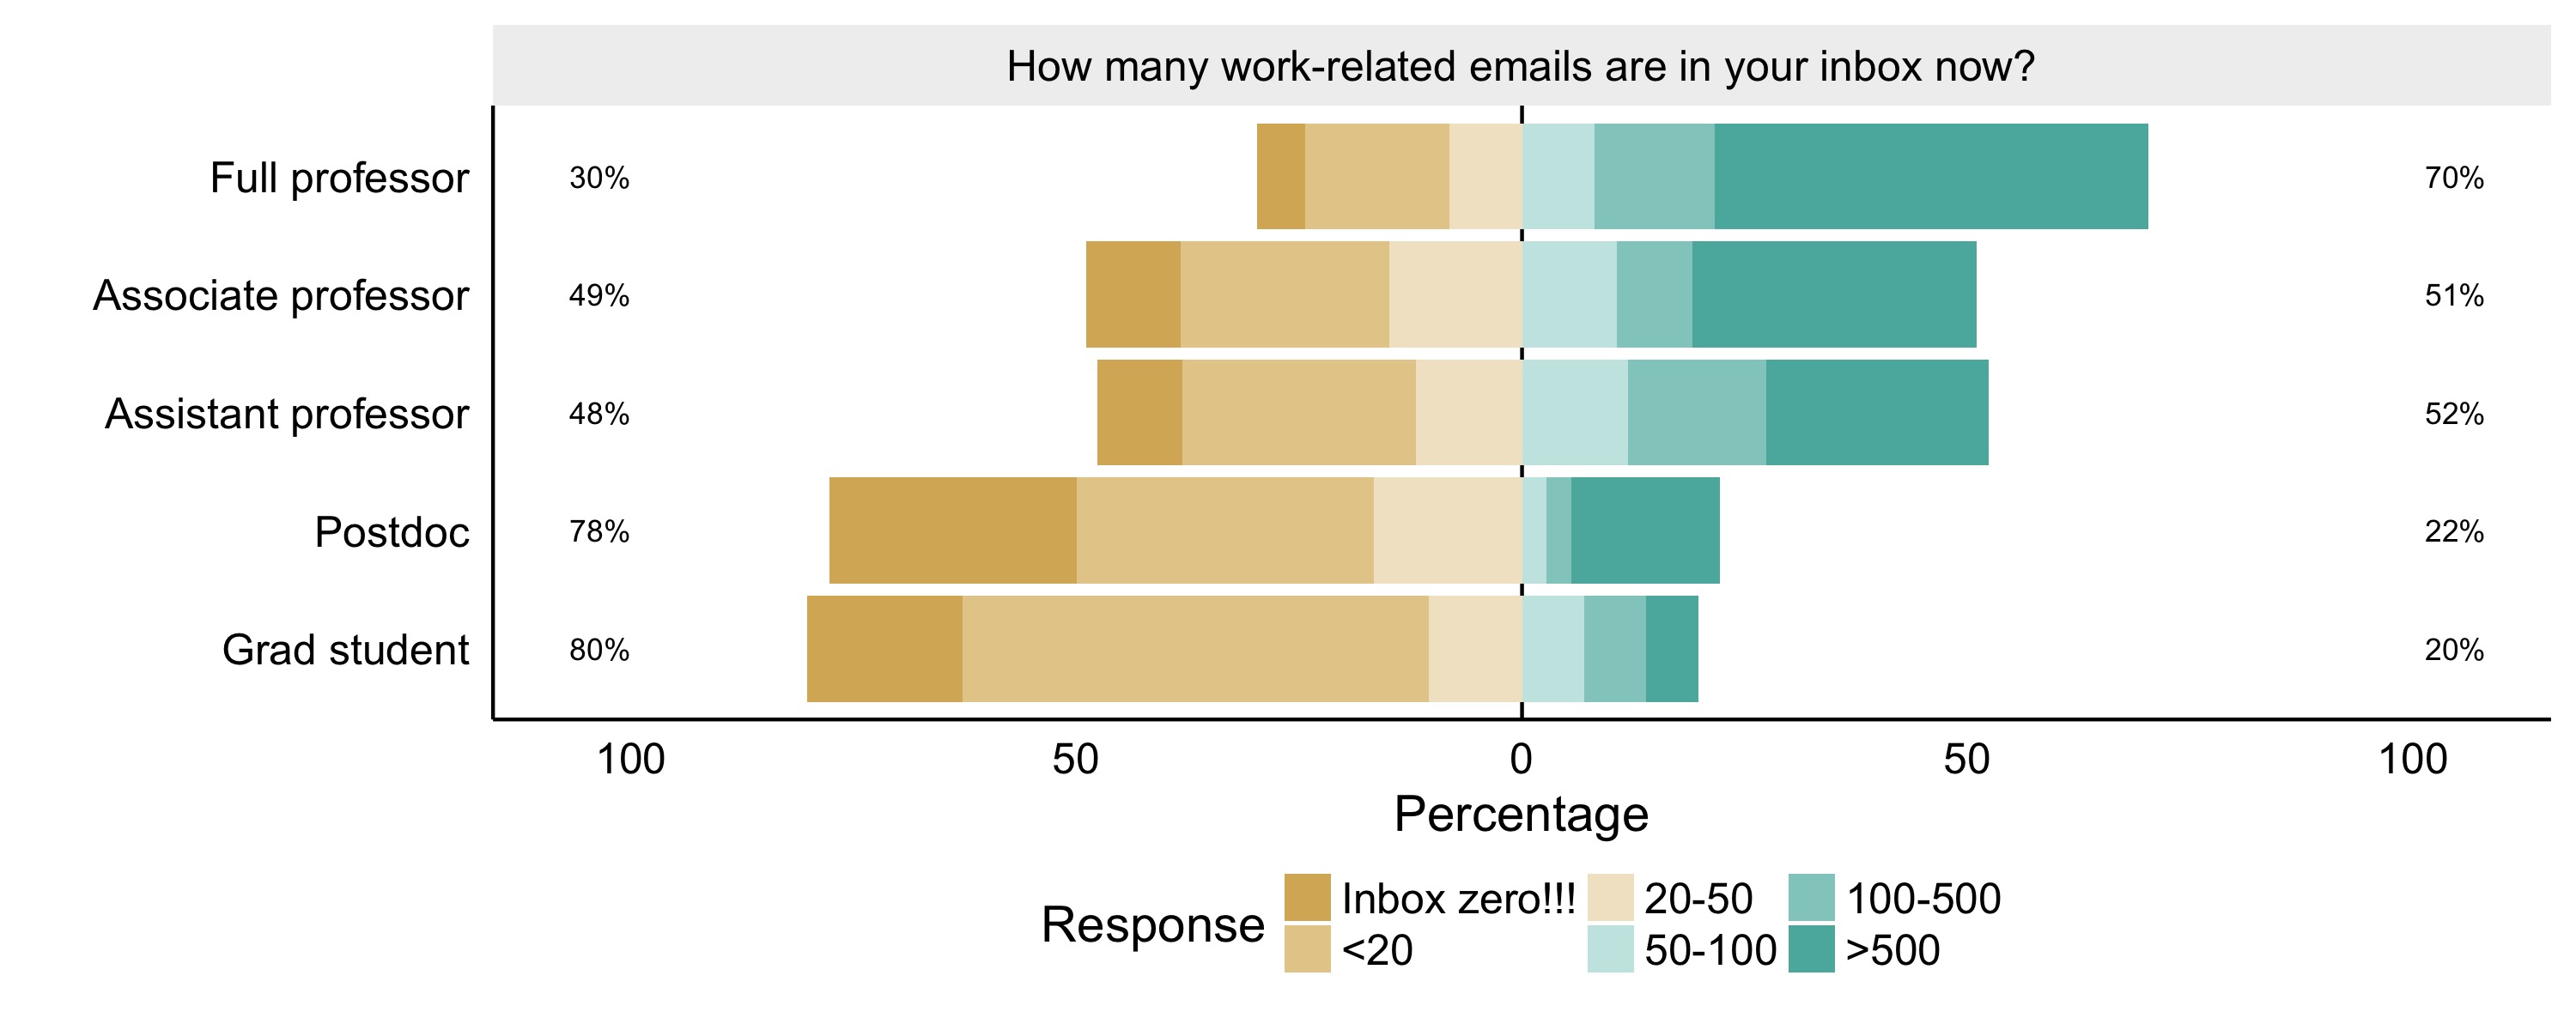 How many work-related emails are in your inbox now?
Full professor 30% 70%
Associate professor 49% 51%
Assistant professor 48% 52%
Postdoc 78% 22%
Grad student 80% 20%
100 50 0 50 100
Percentage
Response
Inbox zero!!! 20-50 100-500
<20 50-100 >500